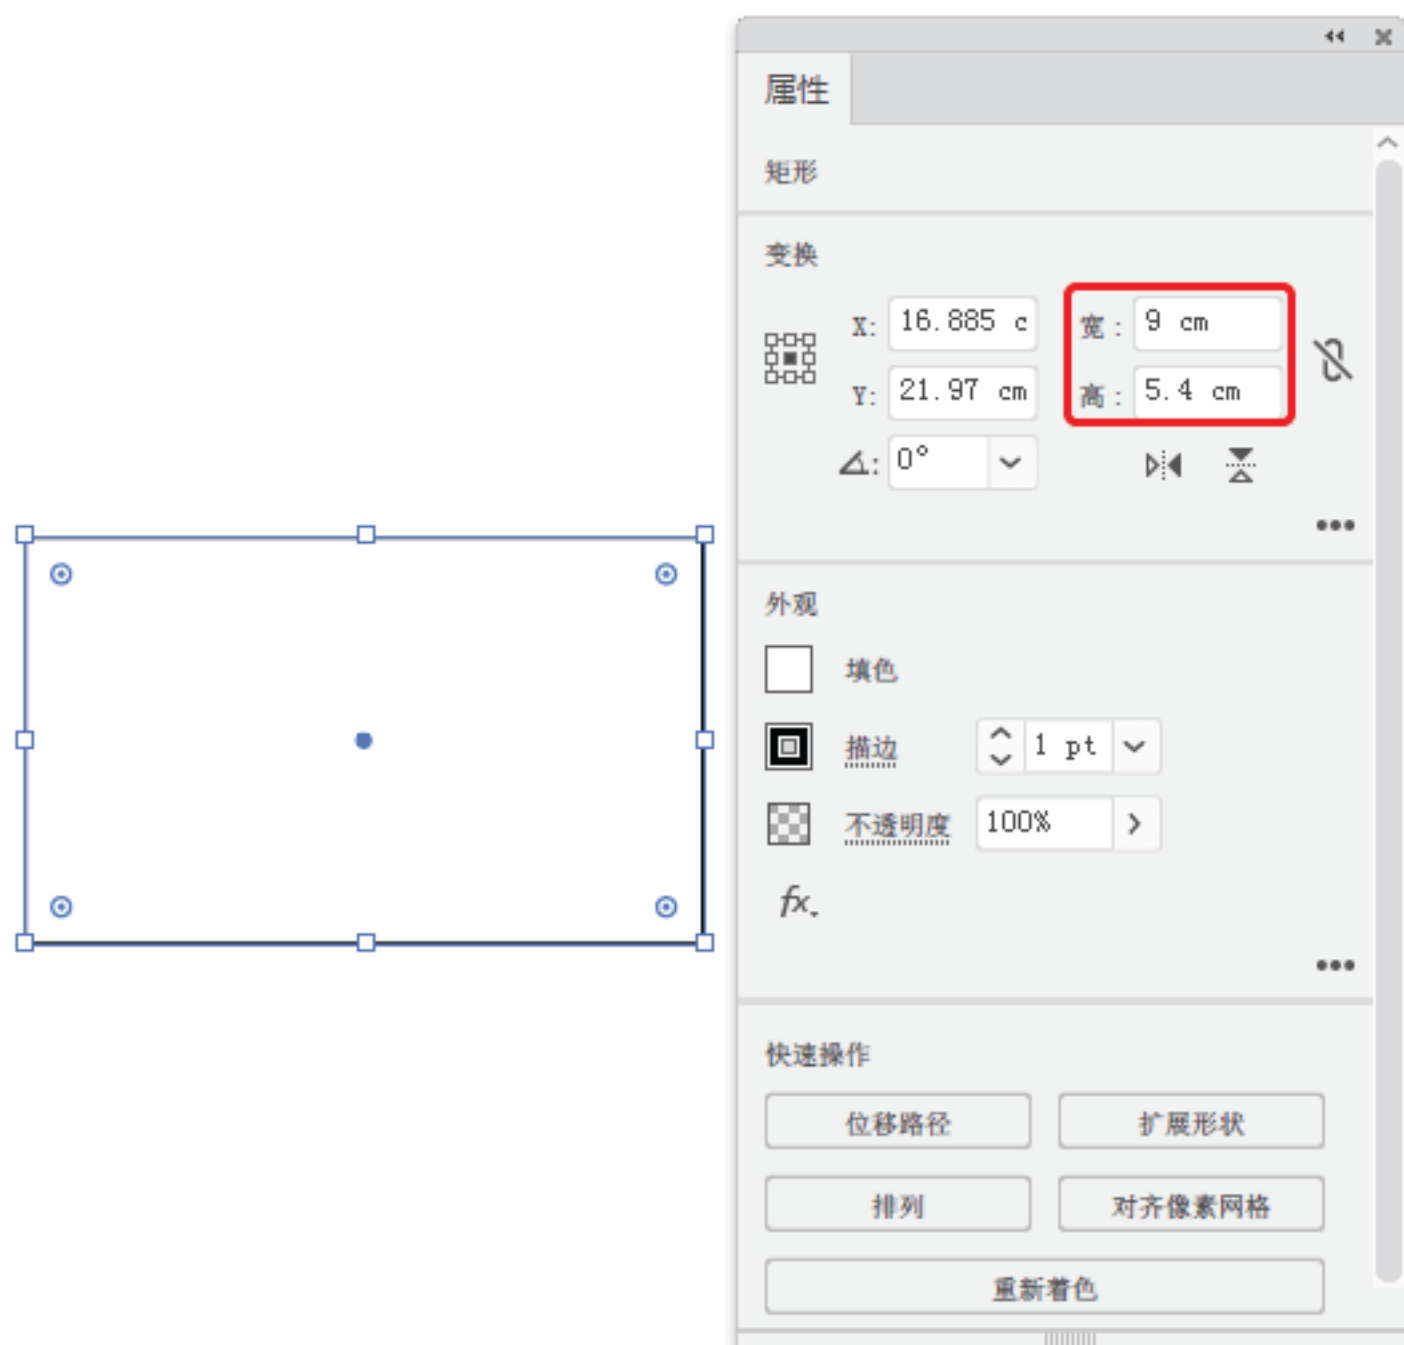 属性
矩形
变换
X: 16.885 c 宽: 9 cm
Y: 21.97 cm 高: 5.4 cm
: 0°
外观
填色
描边 1 pt
不透明度 100%
fx.
快速操作
位移路径 扩展形状
排列 对齐像素网格
重新着色